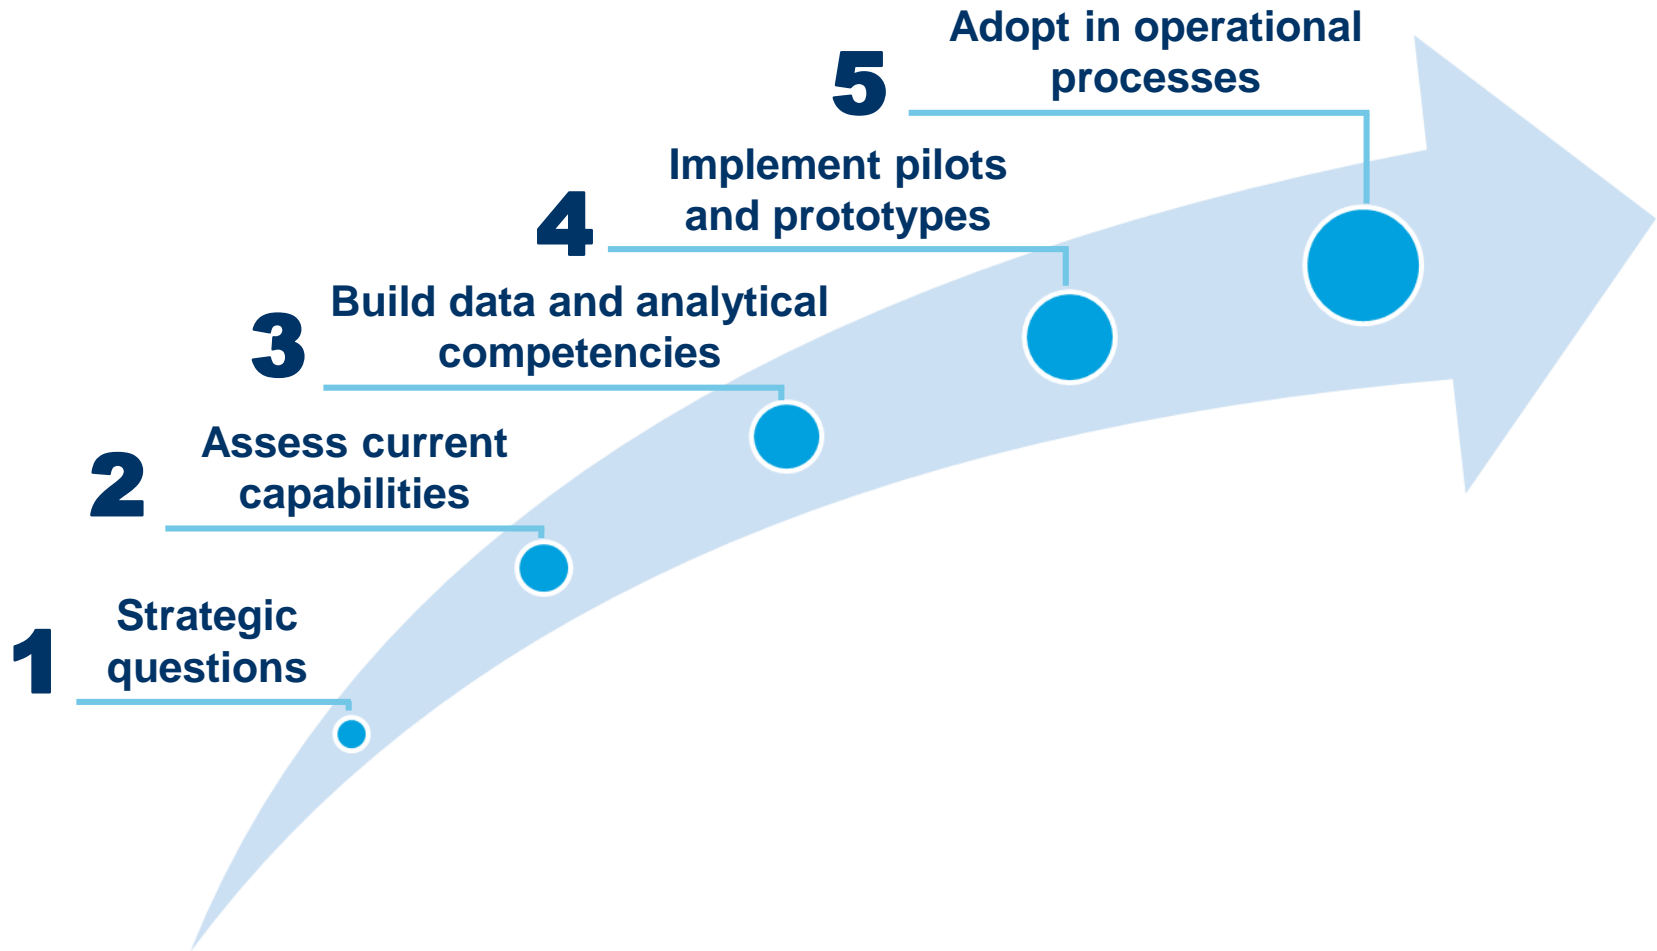 5
Adopt in operational
processes
4
Implement pilots
and prototypes
3
Build data and analytical
competencies
2
Assess current
capabilities
1
Strategic
questions